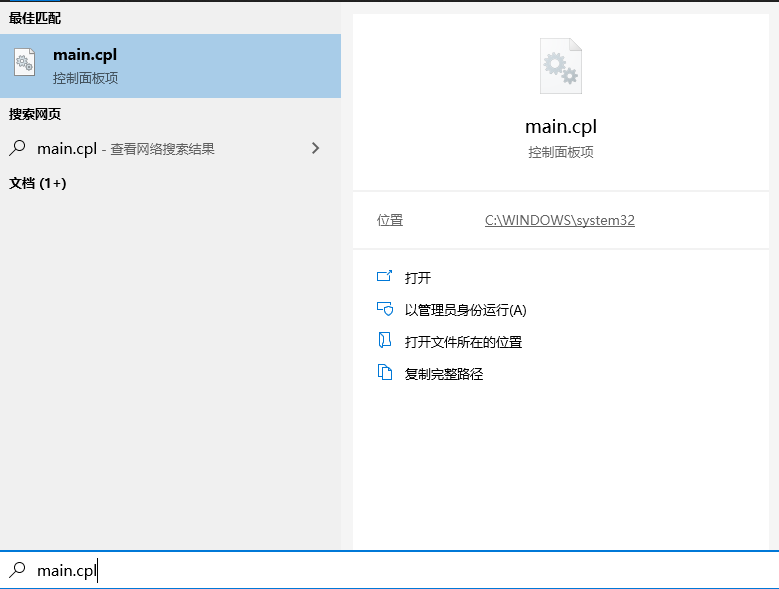 最佳匹配
main.cpl
控制面板项
搜索网页
main.cpl - 查看网络搜索结果
文档 (1+)
main.cpl
控制面板项
位置 C:\WINDOWS\system32
打开
以管理员身份运行(A)
打开文件所在的位置
复制完整路径
main.cpl